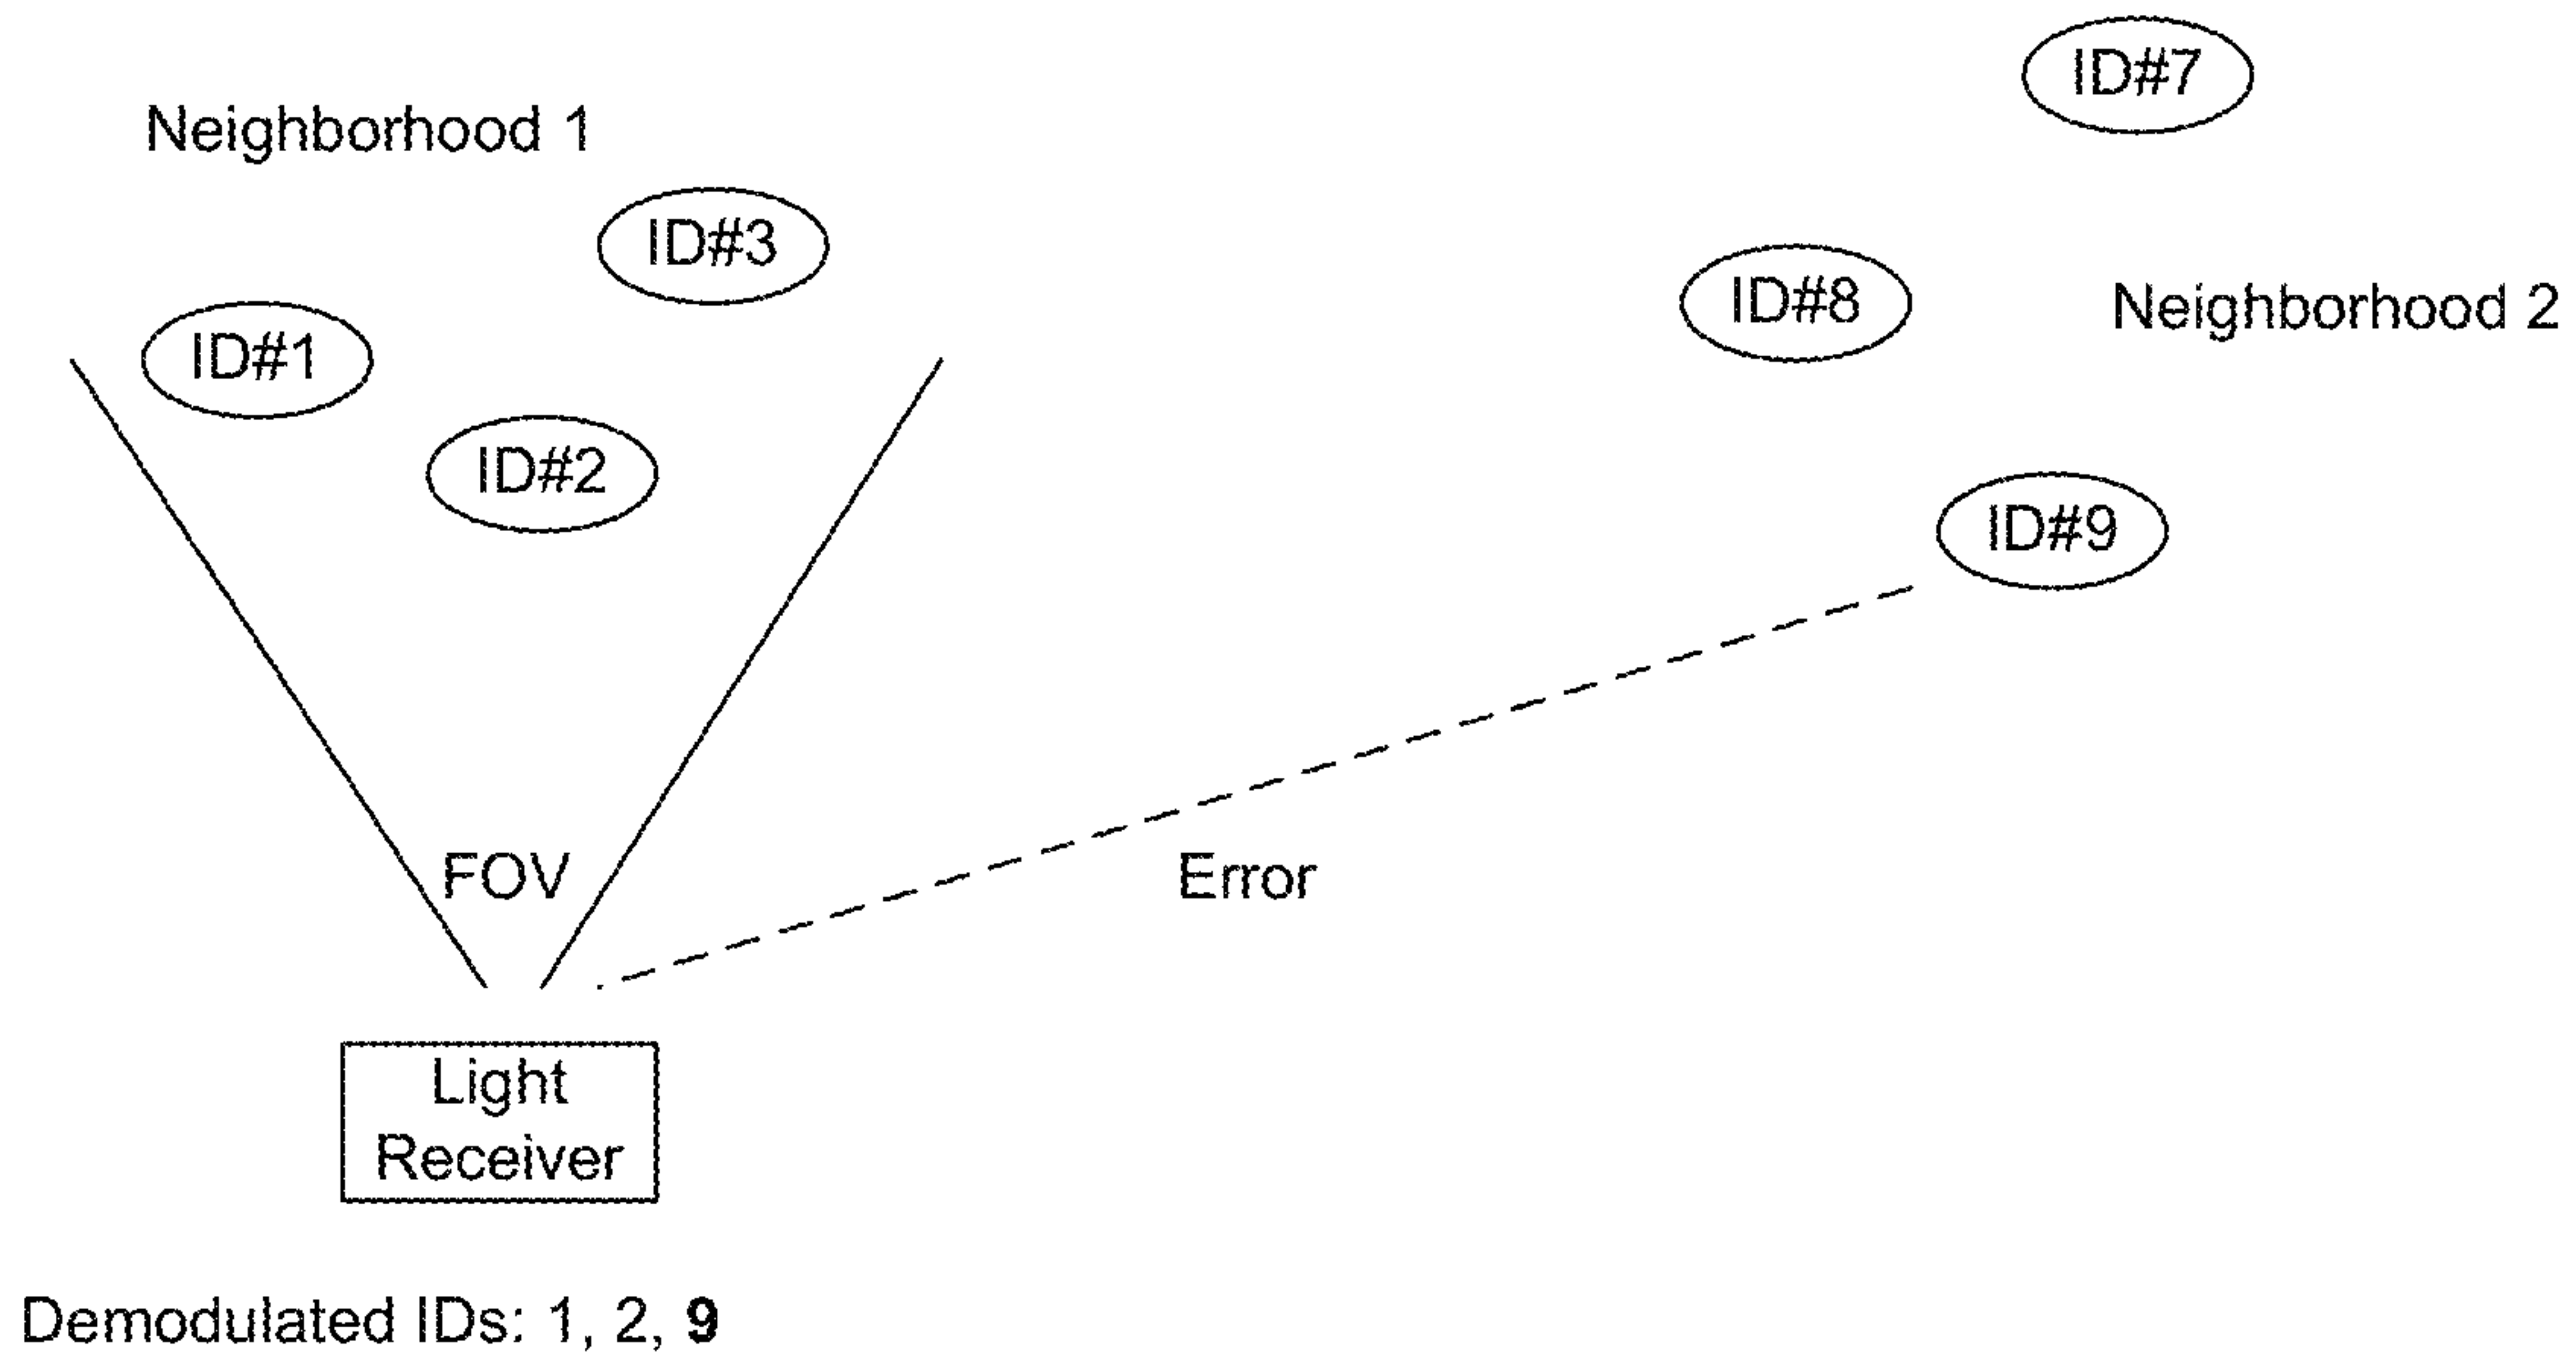 ID#7
Neighborhood 1
ID#3
ID#8
Neighborhood 2
ID#1
ID#2
ID#9
FOV
Error
Light
Receiver
Demodulated IDs: 1, 2, 9